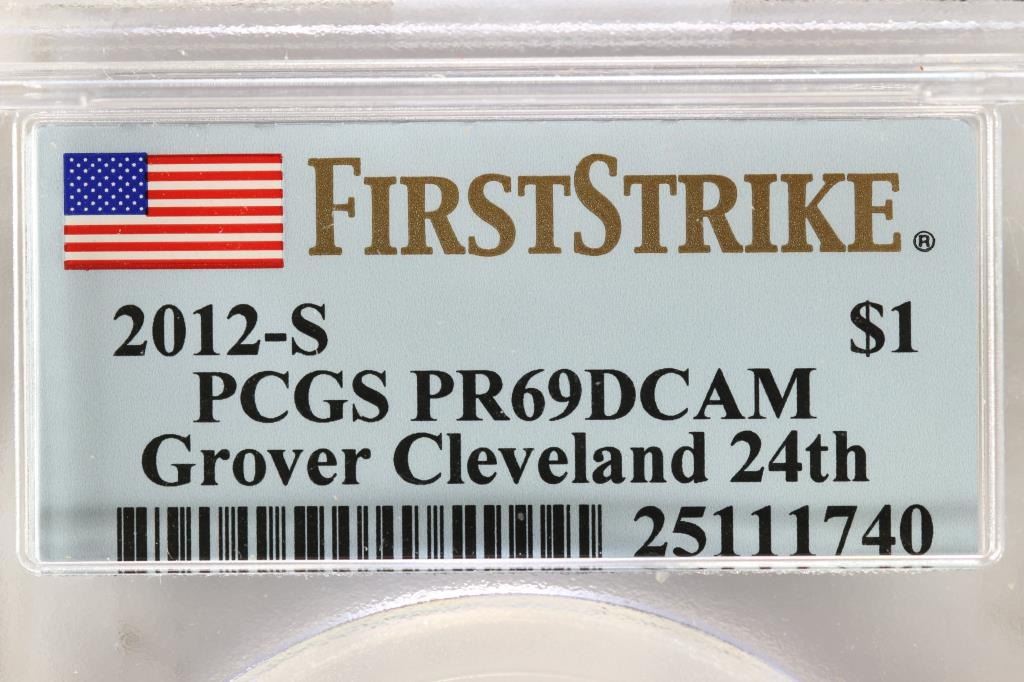 FIRSTSTRIKE®
2012-S $1
PCGS PR69DCAM
Grover Cleveland 24th
25111740